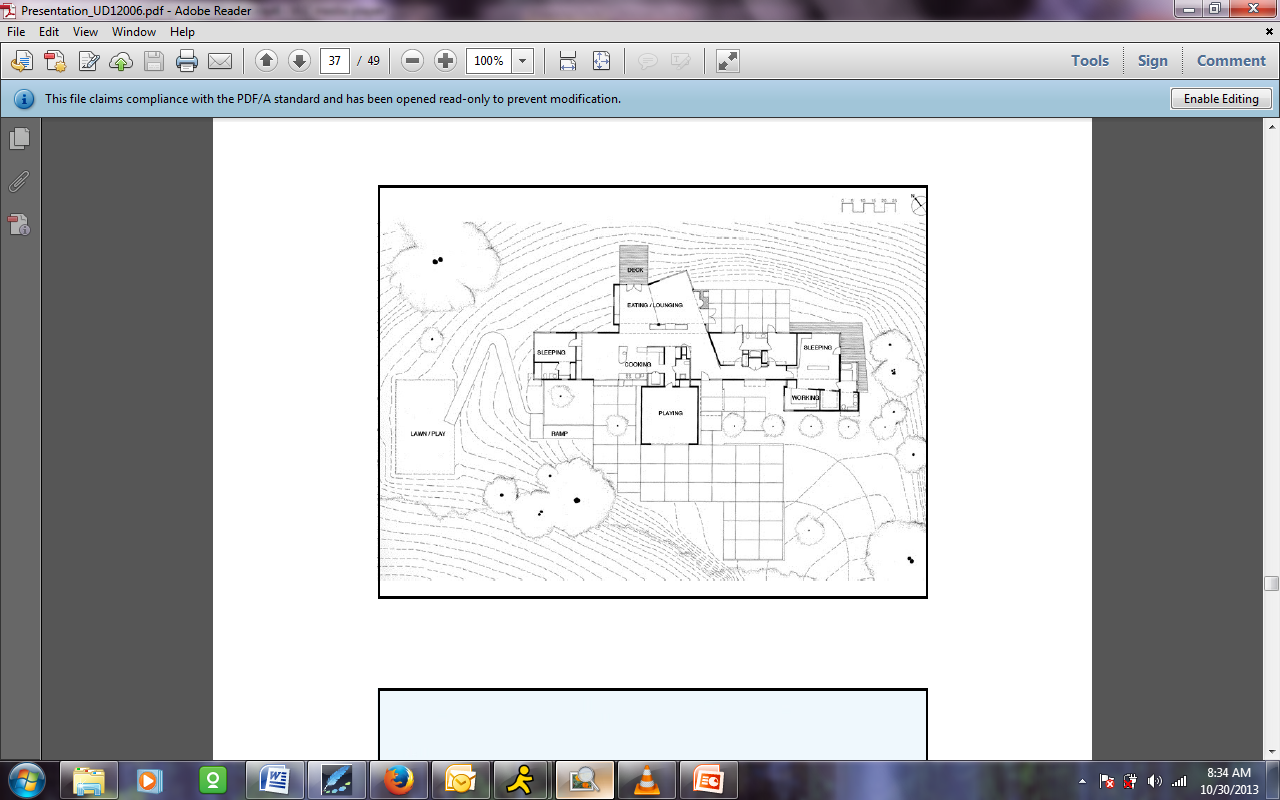 Presentation_UD12006.pdf - Adobe Reader
File Edit View Window Help
37 / 49 100% Tools Sign Comment
This file claims compliance with the PDF/A standard and has been opened read-only to prevent modification. Enable Editing
N
DECK
EATING / LOUNGING
SLEEPING
SLEEPING
COOKING
WORKING
PLAYING
LAWN / PLAY
RAMP
8:34 AM
10/30/2013